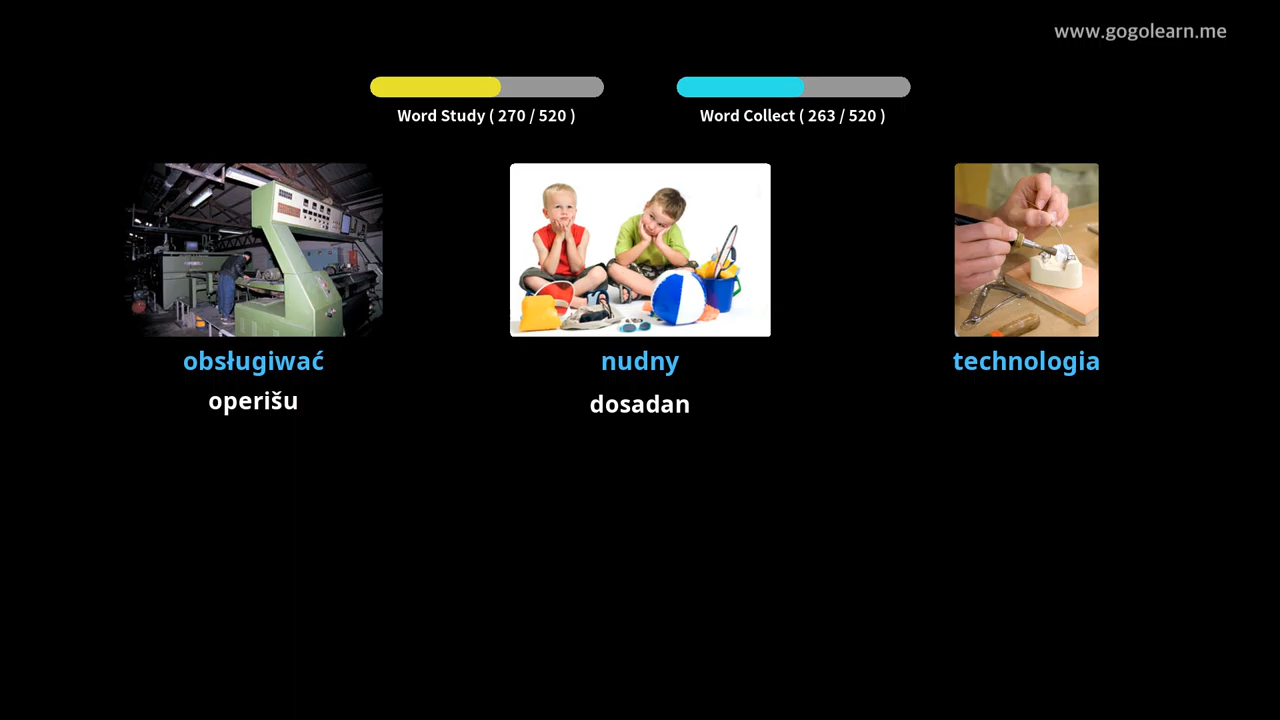 www.gogolearn.me
Word Study ( 270 / 520 )
Word Collect ( 263 / 520 )
obsługiwać
nudny
technologia
operišu
dosadan